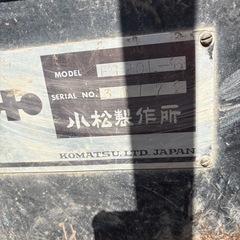 MODEL
SERIAL NO.
小松製作所
KOMATSU, LTD. JAPAN